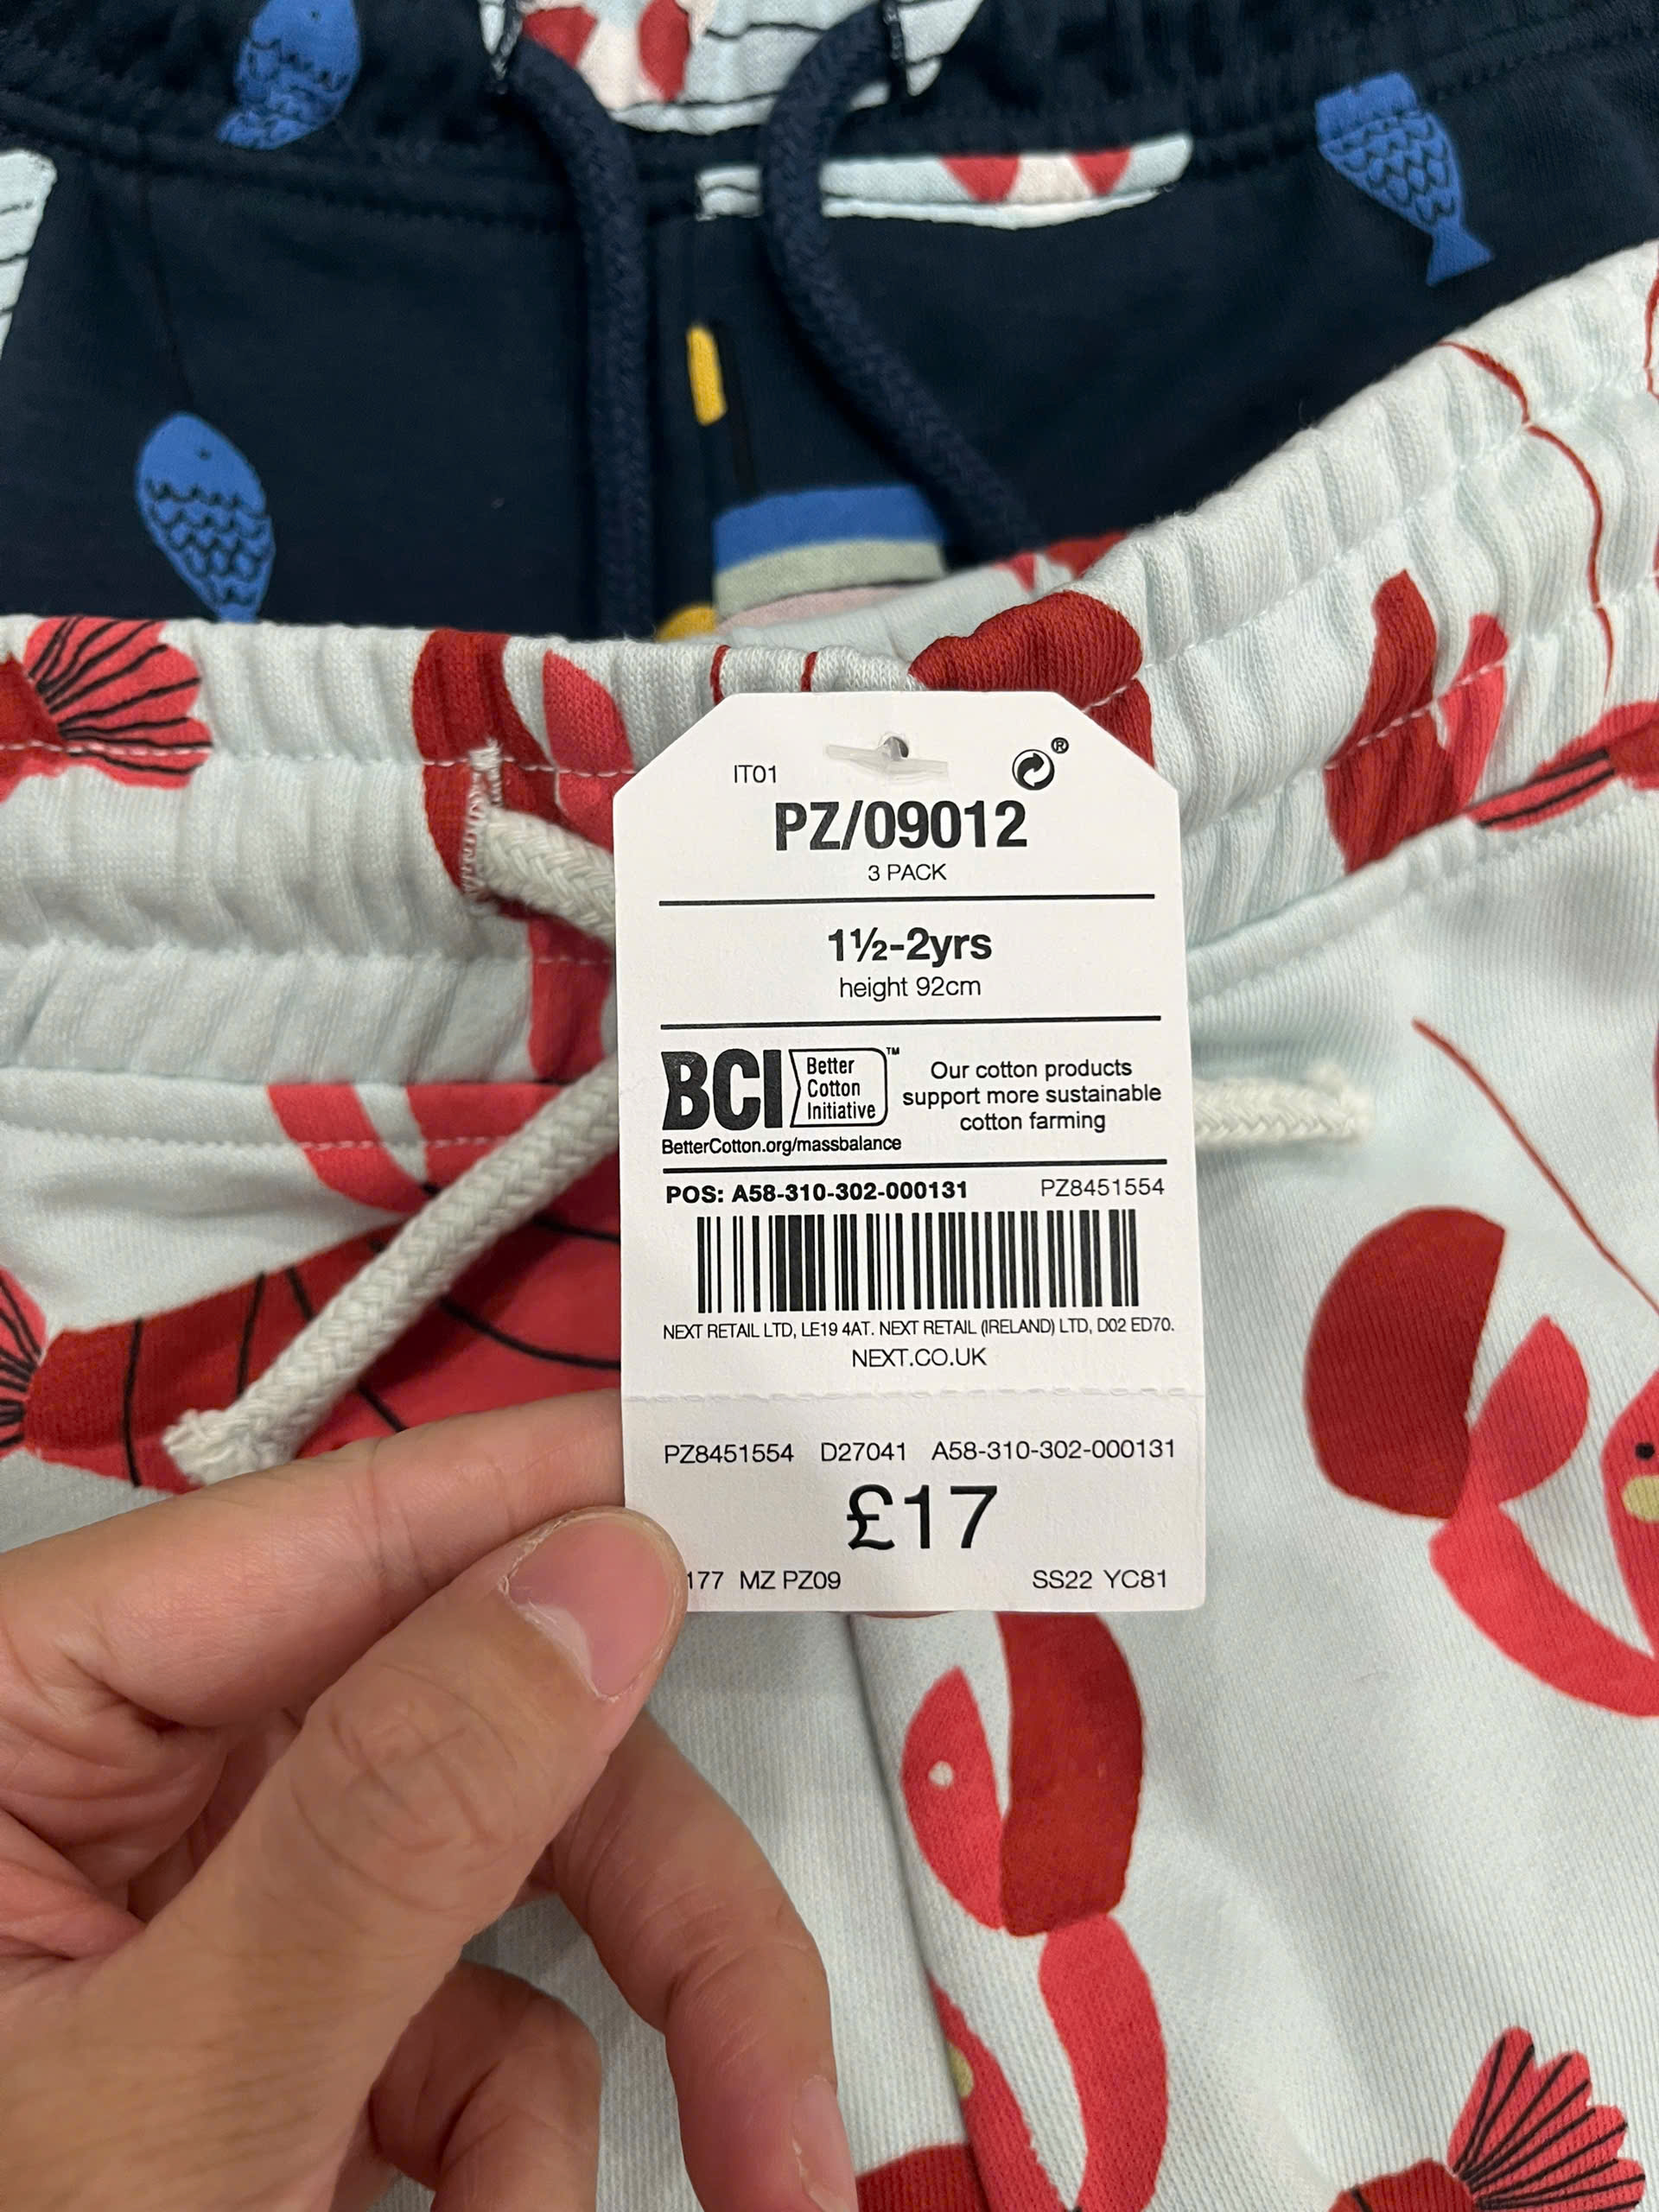 IT01
®
PZ/09012
3 PACK
1½-2yrs
height 92cm
BCI Better Cotton Initiative ™
Our cotton products
support more sustainable
cotton farming
BetterCotton.org/massbalance
POS: A58-310-302-000131 PZ8451554
NEXT RETAIL LTD, LE19 4AT. NEXT RETAIL (IRELAND) LTD, D02 ED70.
NEXT.CO.UK
PZ8451554 D27041 A58-310-302-000131
£17
177 MZ PZ09 SS22 YC81